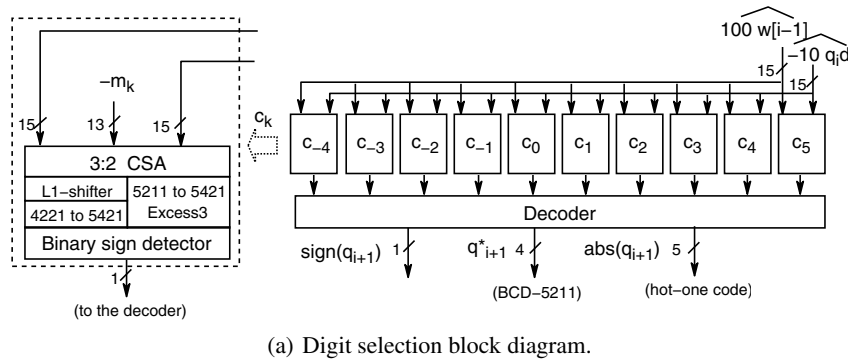 100 w[i−1]
−10 q_i d
15
15
−m_k
15
13
15
c_k
3:2 CSA
L1−shifter
4221 to 5421
5211 to 5421
Excess3
Binary sign detector
1
(to the decoder)
c_−4
c_−3
c_−2
c_−1
c_0
c_1
c_2
c_3
c_4
c_5
Decoder
sign(q_i+1)
1
q*_i+1
4
abs(q_i+1)
5
(BCD−5211)
(hot−one code)
(a) Digit selection block diagram.